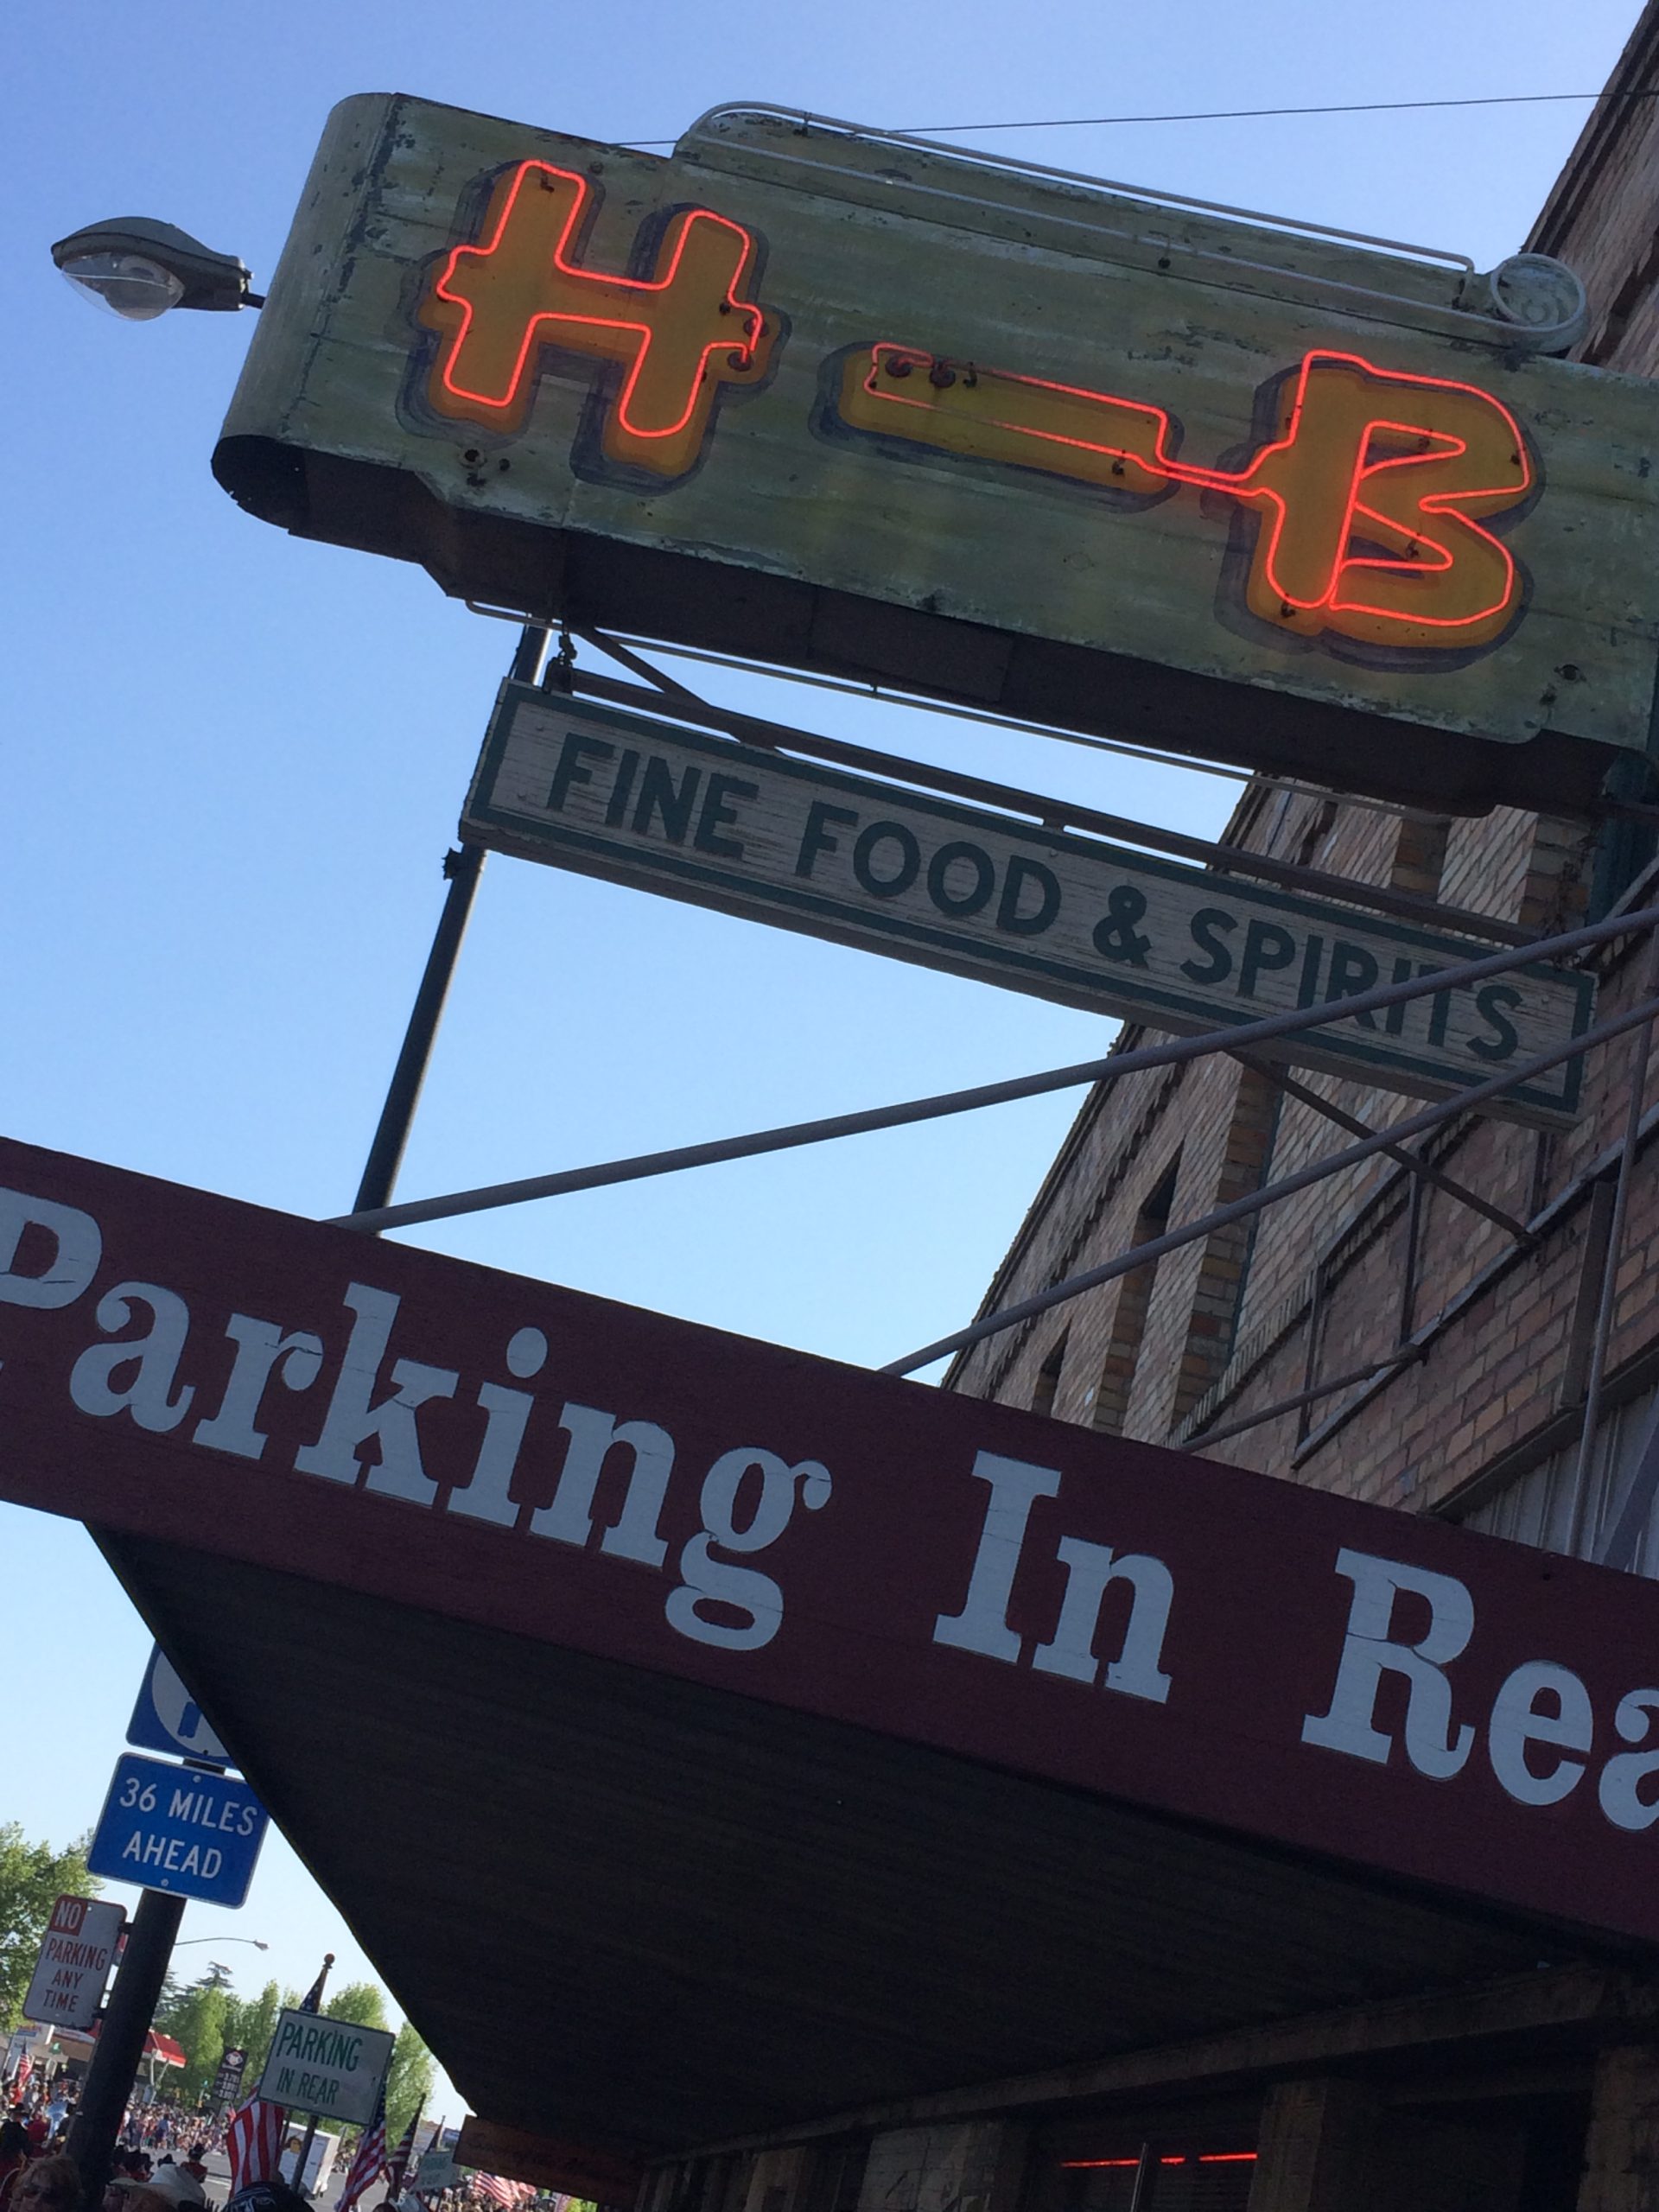 H-B
FINE FOOD & SPIRITS
Parking In Rea
36 MILES
AHEAD
NO
PARKING
ANY
TIME
PARKING
IN REAR